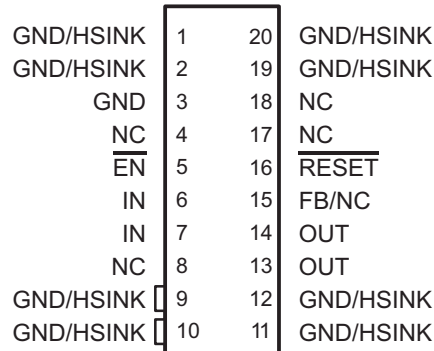 GND/HSINK 1 20 GND/HSINK
GND/HSINK 2 19 GND/HSINK
GND 3 18 NC
NC 4 17 NC
EN 5 16 RESET
IN 6 15 FB/NC
IN 7 14 OUT
NC 8 13 OUT
GND/HSINK 9 12 GND/HSINK
GND/HSINK 10 11 GND/HSINK